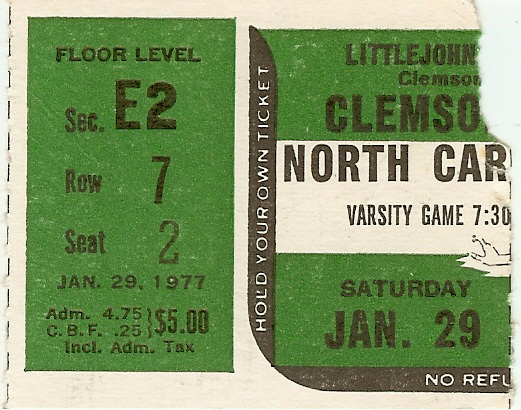 FLOOR LEVEL
Sec. E2
Row 7
Seat 2
JAN. 29, 1977
Adm. 4.75
C.B.F. .25 } $5.00
Incl. Adm. Tax
HOLD YOUR OWN TICKET
LITTLEJOHN
Clemson
CLEMSO
NORTH CAR
VARSITY GAME 7:30
SATURDAY
JAN. 29
NO REFU